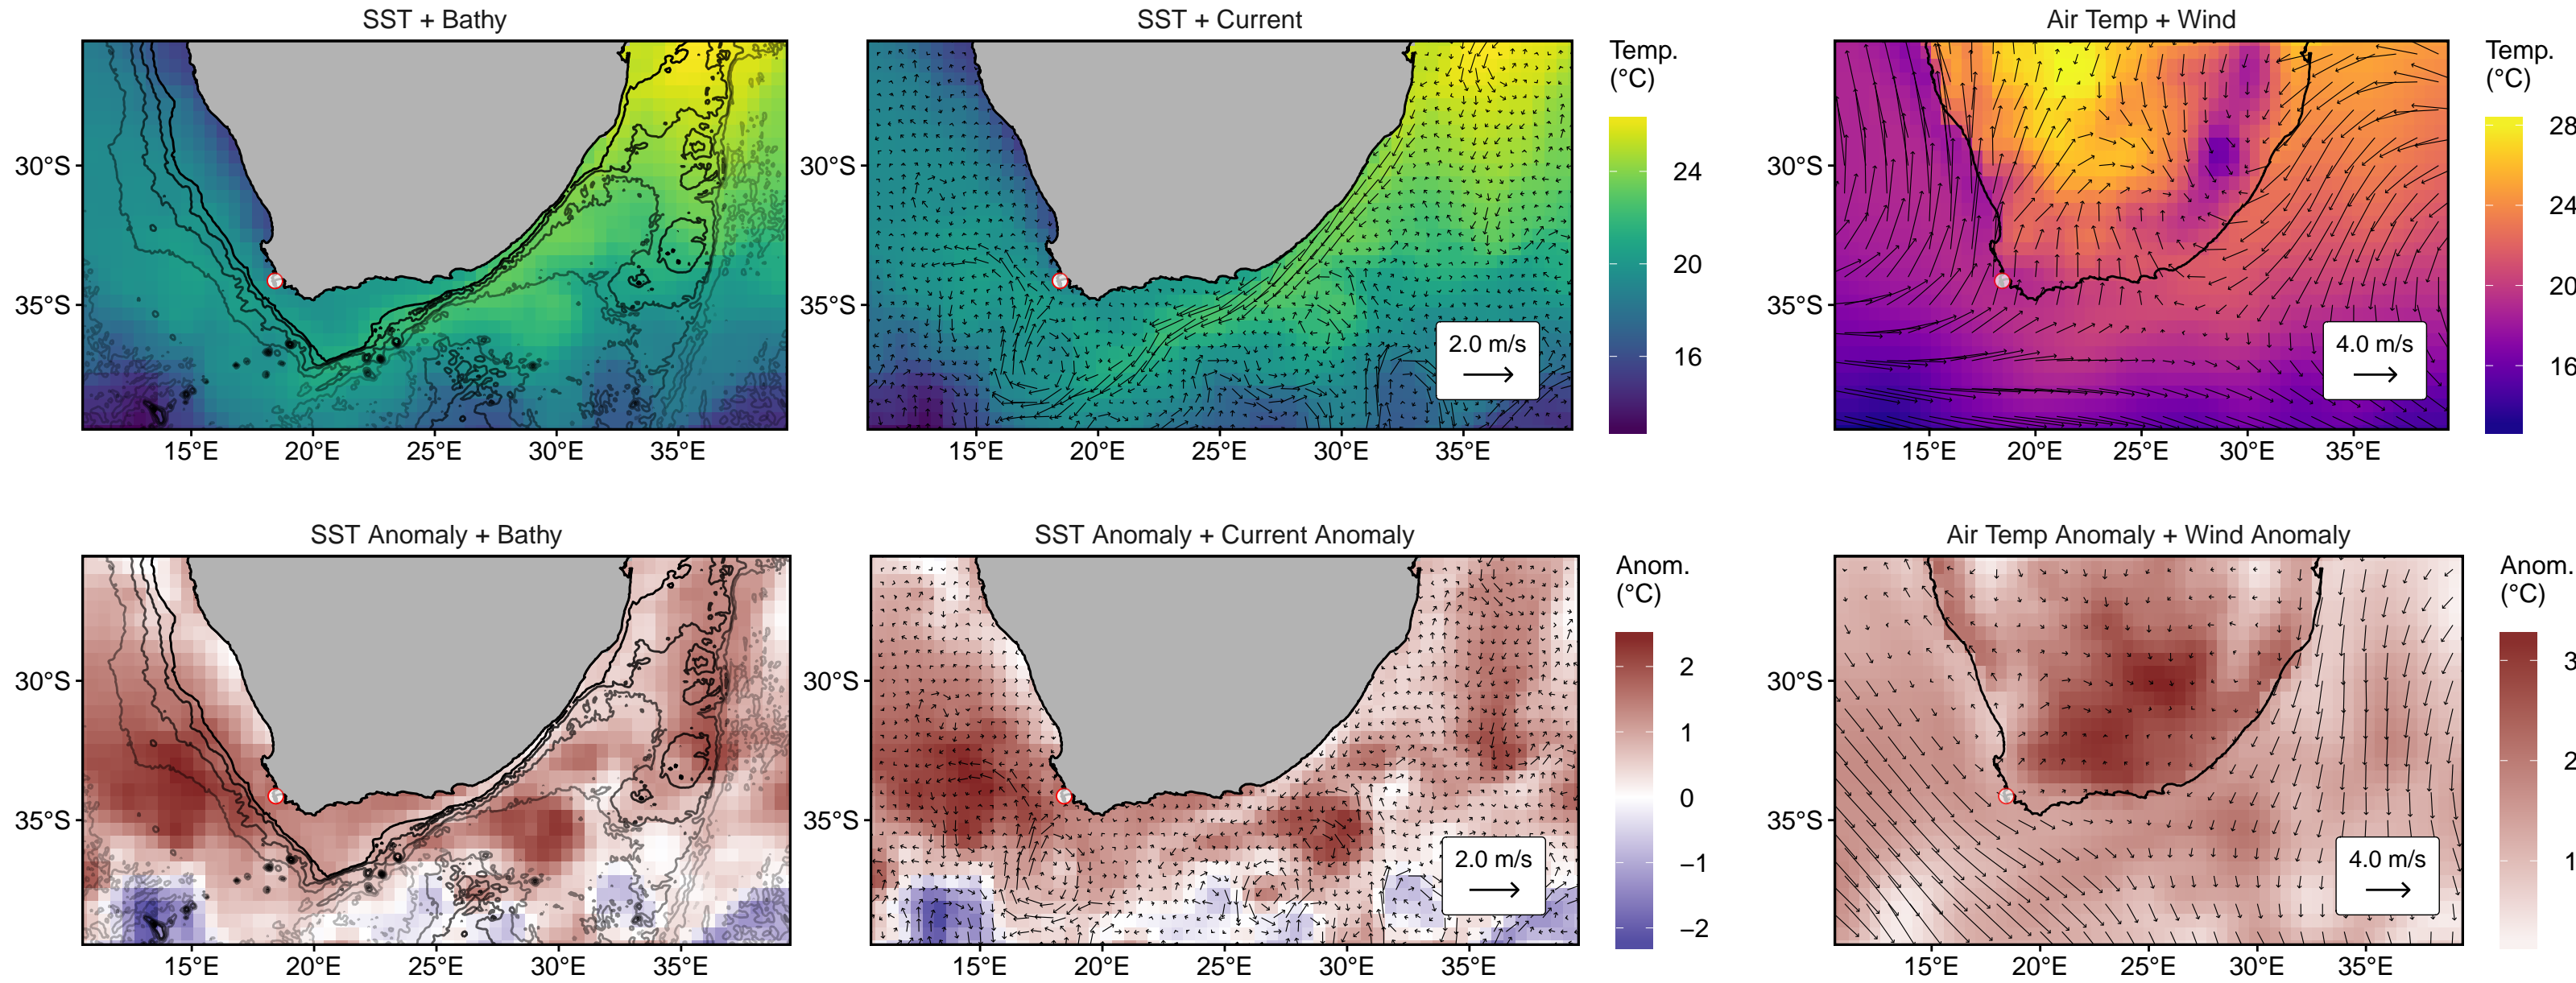 SST + Bathy
SST + Current
Air Temp + Wind
30°S
35°S
15°E 20°E 25°E 30°E 35°E
30°S
35°S
2.0 m/s
15°E 20°E 25°E 30°E 35°E
Temp.
(°C)
24
20
16
30°S
35°S
4.0 m/s
15°E 20°E 25°E 30°E 35°E
Temp.
(°C)
28
24
20
16
SST Anomaly + Bathy
SST Anomaly + Current Anomaly
Air Temp Anomaly + Wind Anomaly
30°S
35°S
15°E 20°E 25°E 30°E 35°E
30°S
35°S
2.0 m/s
15°E 20°E 25°E 30°E 35°E
Anom.
(°C)
2
1
0
−1
−2
30°S
35°S
4.0 m/s
15°E 20°E 25°E 30°E 35°E
Anom.
(°C)
3
2
1